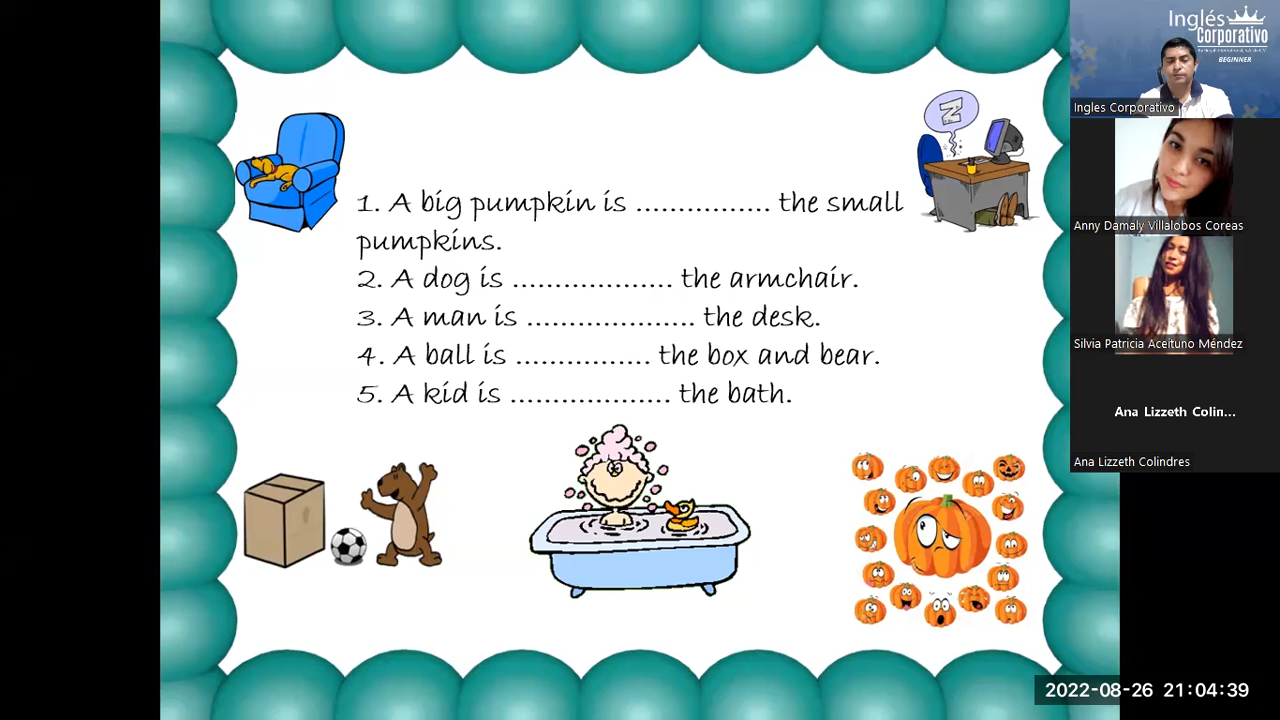 Inglés
Corporativo
BEGINNER
Ingles Corporativo
Z
1. A big pumpkin is ................ the small
pumpkins.
Anny Damaly Villalobos Coreas
2. A dog is ................... the armchair.
3. A man is .................... the desk.
Silvia Patricia Aceituno Méndez
4. A ball is ................ the box and bear.
5. A kid is ................... the bath.
Ana Lizzeth Colin...
Ana Lizzeth Colindres
2022-08-26 21:04:39